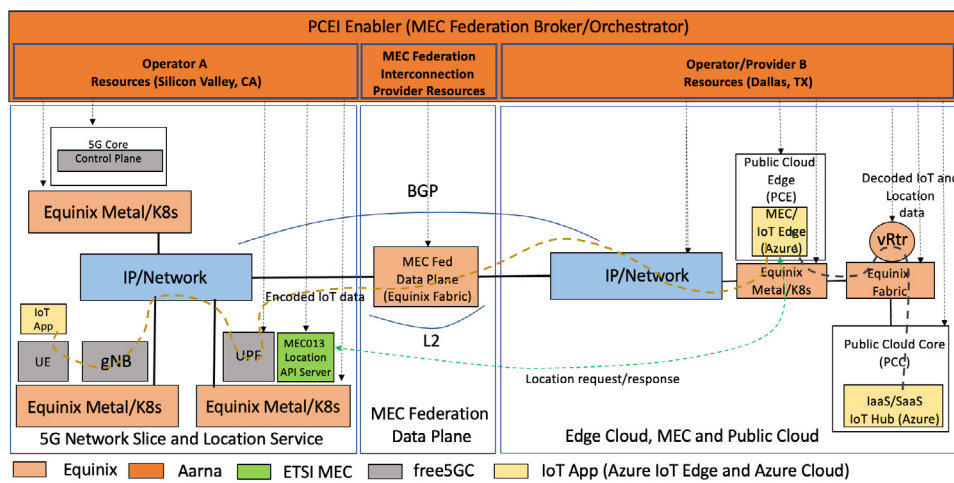 PCEI Enabler (MEC Federation Broker/Orchestrator)
Operator A
Resources (Silicon Valley, CA)
MEC Federation
Interconnection
Provider Resources
Operator/Provider B
Resources (Dallas, TX)
5G Core
Control Plane
Equinix Metal/K8s
IP/Network
IoT
App
UE
gNB
Encoded IoT data
UPF
MEC013
Location
API Server
Equinix Metal/K8s
Equinix Metal/K8s
5G Network Slice and Location Service
BGP
MEC Fed
Data Plane
(Equinix Fabric)
L2
MEC Federation
Data Plane
IP/Network
Public Cloud
Edge
(PCE)
MEC/
IoT Edge
(Azure)
Equinix
Metal/K8s
Decoded IoT and
Location
data
vRtr
Equinix
Fabric
Location request/response
Public Cloud Core
(PCC)
IaaS/SaaS
IoT Hub (Azure)
Edge Cloud, MEC and Public Cloud
Equinix
Aarna
ETSI MEC
free5GC
IoT App (Azure IoT Edge and Azure Cloud)